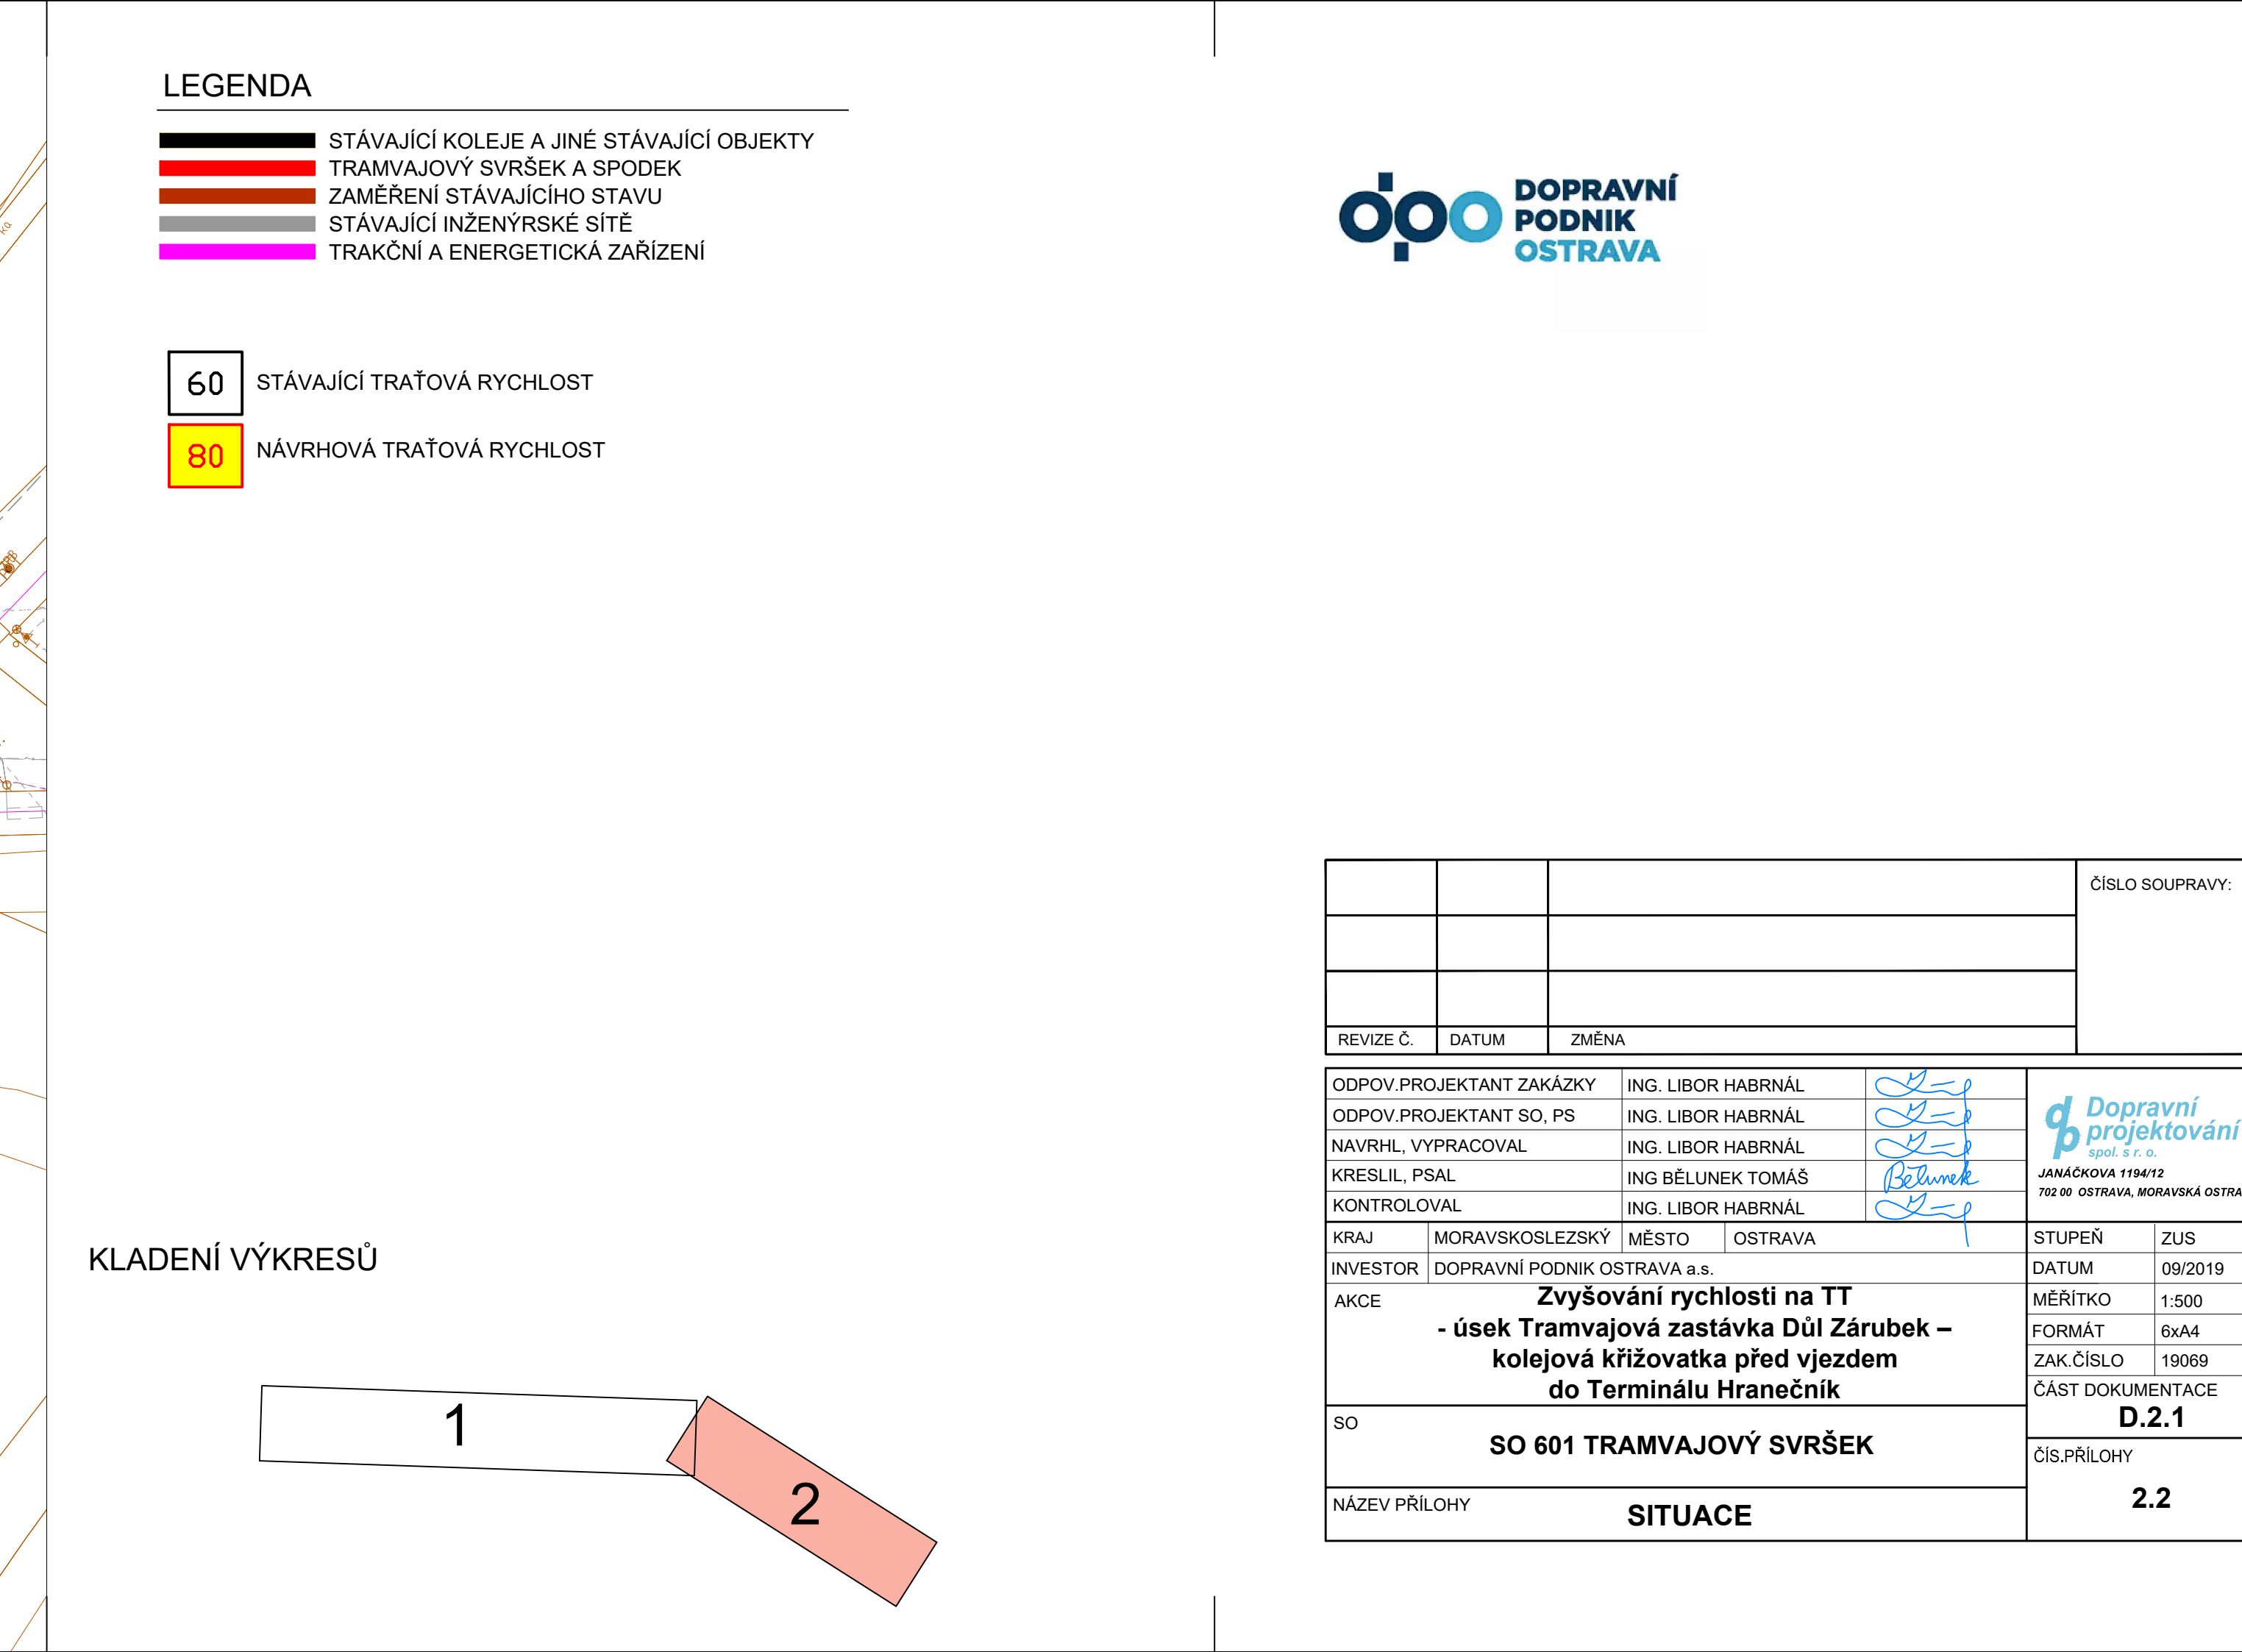 LEGENDA
STÁVAJÍCÍ KOLEJE A JINÉ STÁVAJÍCÍ OBJEKTY
TRAMVAJOVÝ SVRŠEK A SPODEK
ZAMĚŘENÍ STÁVAJÍCÍHO STAVU
STÁVAJÍCÍ INŽENÝRSKÉ SÍTĚ
TRAKČNÍ A ENERGETICKÁ ZAŘÍZENÍ
60 STÁVAJÍCÍ TRAŤOVÁ RYCHLOST
80 NÁVRHOVÁ TRAŤOVÁ RYCHLOST
KLADENÍ VÝKRESŮ
1
2
dpo DOPRAVNÍ
PODNIK
OSTRAVA
ČÍSLO SOUPRAVY:
REVIZE Č. DATUM ZMĚNA
ODPOV.PROJEKTANT ZAKÁZKY ING. LIBOR HABRNÁL
ODPOV.PROJEKTANT SO, PS ING. LIBOR HABRNÁL
NAVRHL, VYPRACOVAL ING. LIBOR HABRNÁL
KRESLIL, PSAL ING BĚLUNEK TOMÁŠ Bělunek
KONTROLOVAL ING. LIBOR HABRNÁL
Dopravní
projektování
spol. s r. o.
JANÁČKOVA 1194/12
702 00 OSTRAVA, MORAVSKÁ OSTRA
KRAJ MORAVSKOSLEZSKÝ MĚSTO OSTRAVA
INVESTOR DOPRAVNÍ PODNIK OSTRAVA a.s.
AKCE Zvyšování rychlosti na TT
- úsek Tramvajová zastávka Důl Zárubek –
kolejová křižovatka před vjezdem
do Terminálu Hranečník
SO
SO 601 TRAMVAJOVÝ SVRŠEK
NÁZEV PŘÍLOHY SITUACE
STUPEŇ ZUS
DATUM 09/2019
MĚŘÍTKO 1:500
FORMÁT 6xA4
ZAK.ČÍSLO 19069
ČÁST DOKUMENTACE
D.2.1
ČÍS.PŘÍLOHY
2.2